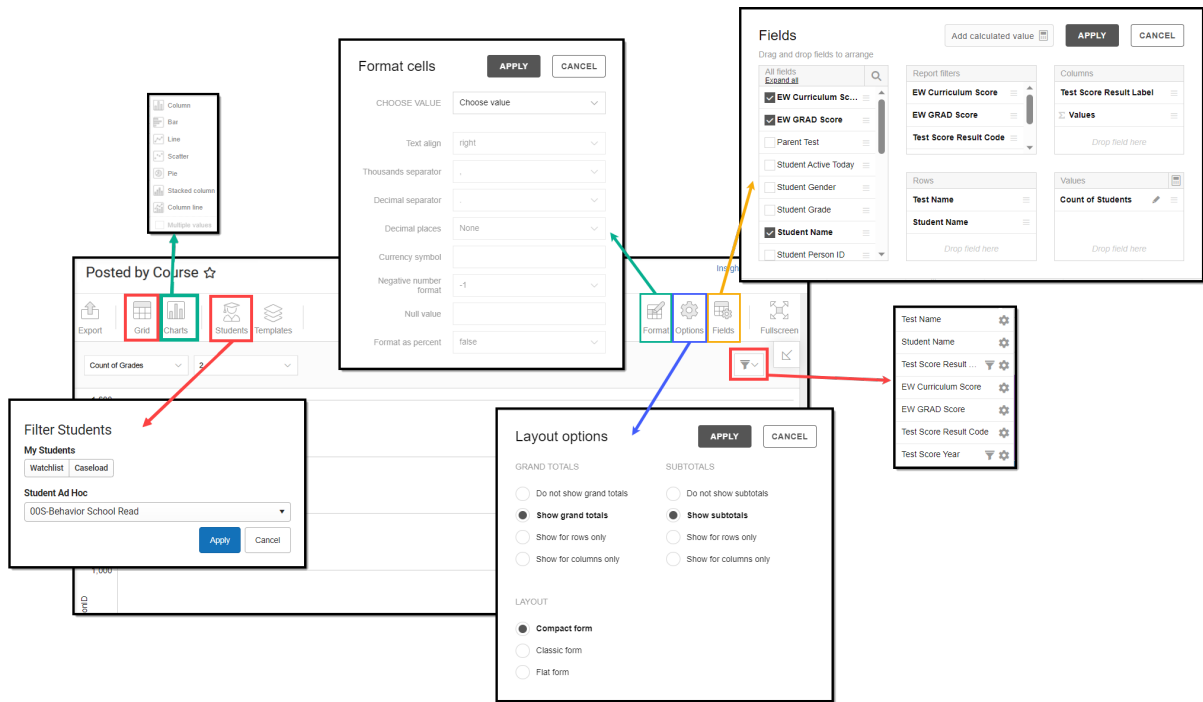 Column
Bar
Line
Scatter
Pie
Stacked column
Column line
Multiple values
Format cells
APPLY
CANCEL
CHOOSE VALUE
Choose value
Text align
right
Thousands separator
,
Decimal separator
.
Decimal places
None
Currency symbol
Negative number
format
-1
Null value
Format as percent
false
Fields
Add calculated value
APPLY
CANCEL
Drag and drop fields to arrange
All fields
Expand all
EW Curriculum Sc...
EW GRAD Score
Parent Test
Student Active Today
Student Gender
Student Grade
Student Name
Student Person ID
Report filters
EW Curriculum Score
EW GRAD Score
Test Score Result Code
Columns
Test Score Result Label
Σ Values
Drop field here
Rows
Test Name
Student Name
Drop field here
Values
Count of Students
Drop field here
Posted by Course
Export
Grid
Charts
Students
Templates
Format
Options
Fields
Fullscreen
Count of Grades
2
Test Name
Student Name
Test Score Result ...
EW Curriculum Score
EW GRAD Score
Test Score Result Code
Test Score Year
Filter Students
My Students
Watchlist
Caseload
Student Ad Hoc
00S-Behavior School Read
Apply
Cancel
1,000
Layout options
APPLY
CANCEL
GRAND TOTALS
SUBTOTALS
Do not show grand totals
Do not show subtotals
Show grand totals
Show subtotals
Show for rows only
Show for rows only
Show for columns only
Show for columns only
LAYOUT
Compact form
Classic form
Flat form